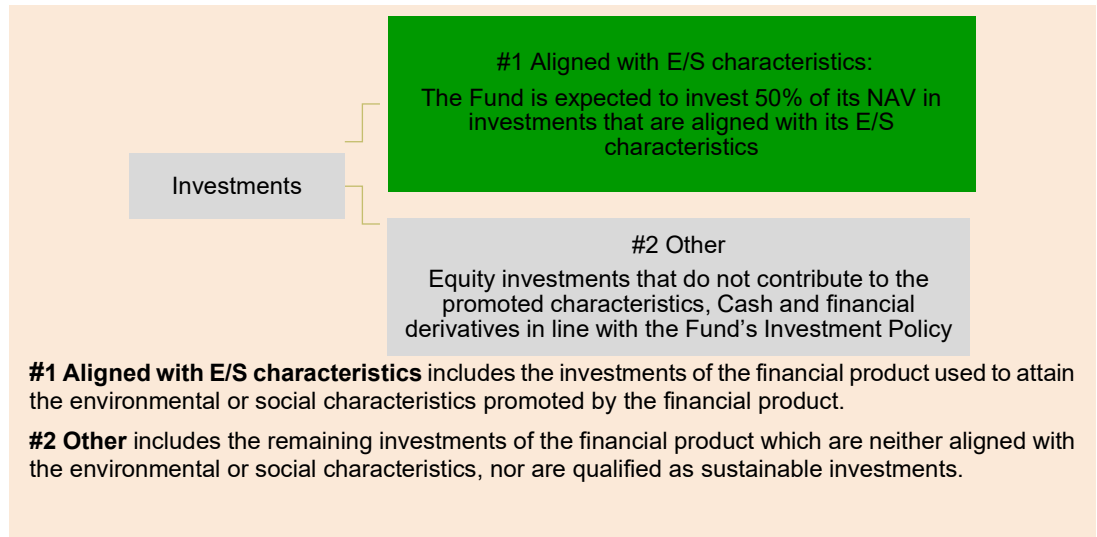 #1 Aligned with E/S characteristics:
The Fund is expected to invest 50% of its NAV in
investments that are aligned with its E/S
characteristics
Investments
#2 Other
Equity investments that do not contribute to the
promoted characteristics, Cash and financial
derivatives in line with the Fund’s Investment Policy
#1 Aligned with E/S characteristics includes the investments of the financial product used to attain
the environmental or social characteristics promoted by the financial product.
#2 Other includes the remaining investments of the financial product which are neither aligned with
the environmental or social characteristics, nor are qualified as sustainable investments.